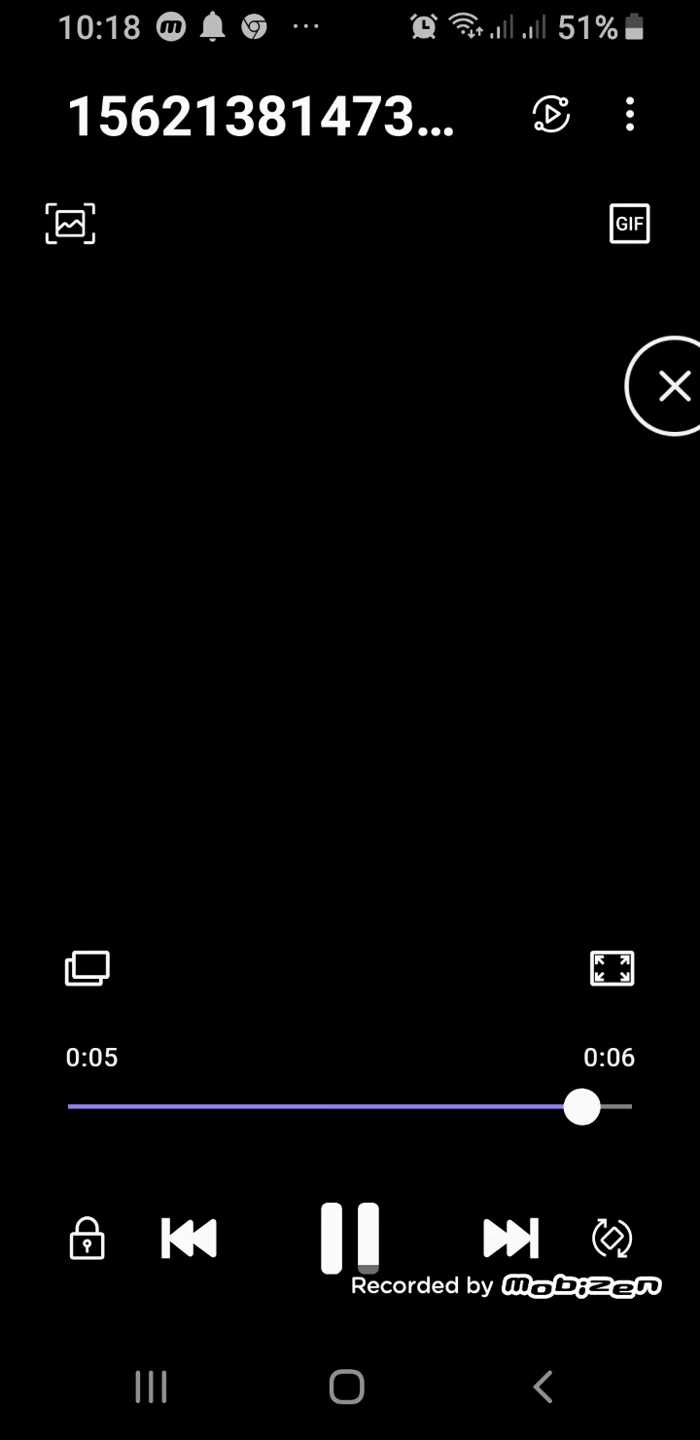 10:18 m ... 51%
15621381473...
GIF
0:05 0:06
Recorded by mobizen